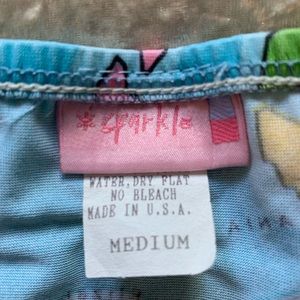 * sparkle
WATER, DRY FLAT
NO BLEACH
MADE IN U.S.A.
MEDIUM